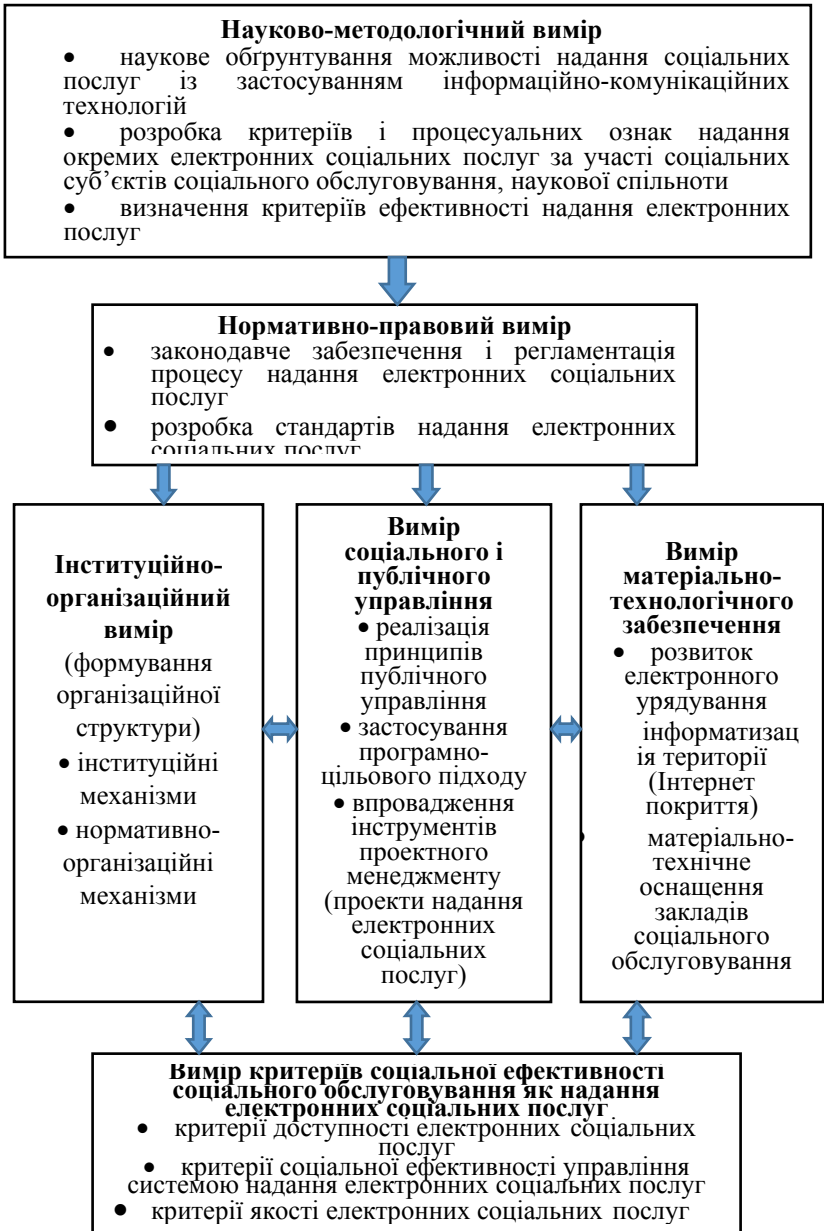 Науково-методологічний вимір
• наукове обґрунтування можливості надання соціальних
послуг із застосуванням інформаційно-комунікаційних
технологій
• розробка критеріїв і процесуальних ознак надання
окремих електронних соціальних послуг за участі соціальних
суб’єктів соціального обслуговування, наукової спільноти
• визначення критеріїв ефективності надання електронних
послуг
Нормативно-правовий вимір
• законодавче забезпечення і регламентація
процесу надання електронних соціальних
послуг
• розробка стандартів надання електронних
соціальних послуг
Інституційно-
організаційний
вимір
(формування
організаційної
структури)
• інституційні
механізми
• нормативно-
організаційні
механізми
Вимір
соціального і
публічного
управління
• реалізація
принципів
публічного
управління
• застосування
програмно-
цільового підходу
• впровадження
інструментів
проектного
менеджменту
(проекти надання
електронних
соціальних
послуг)
Вимір
матеріально-
технологічного
забезпечення
• розвиток
електронного
урядування
інформатизац
ія території
(Інтернет
покриття)
• матеріально-
технічне
оснащення
закладів
соціального
обслуговування
Вимір критеріїв соціальної ефективності
соціального обслуговування як надання
електронних соціальних послуг
• критерії доступності електронних соціальних
послуг
• критерії соціальної ефективності управління
системою надання електронних соціальних послуг
• критерії якості електронних соціальних послуг